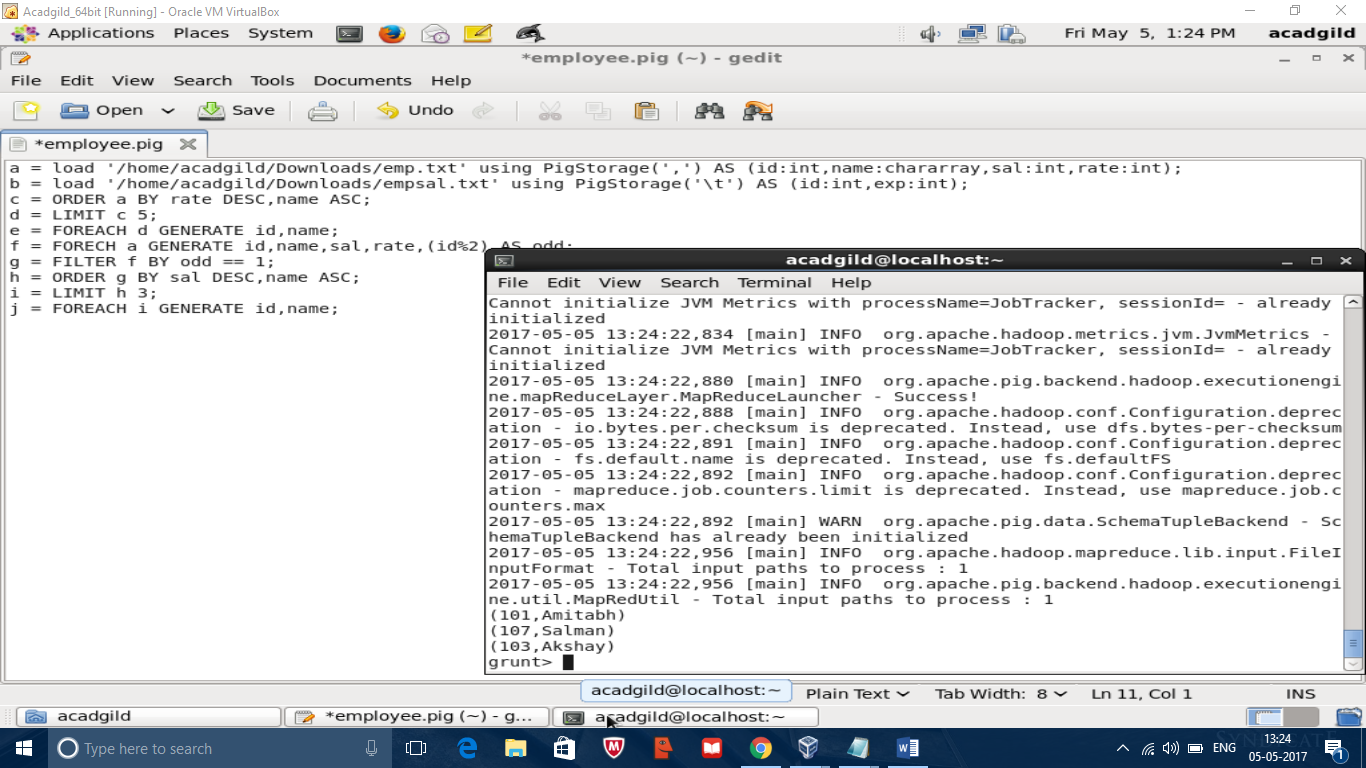 Acadgild_64bit [Running] - Oracle VM VirtualBox
Applications Places System Fri May 5, 1:24 PM acadgild
*employee.pig (~) - gedit
File Edit View Search Tools Documents Help
Open Save Undo
*employee.pig
a = load '/home/acadgild/Downloads/emp.txt' using PigStorage(',') AS (id:int,name:chararray,sal:int,rate:int);
b = load '/home/acadgild/Downloads/empsal.txt' using PigStorage('\t') AS (id:int,exp:int);
c = ORDER a BY rate DESC,name ASC;
d = LIMIT c 5;
e = FOREACH d GENERATE id,name;
f = FORECH a GENERATE id,name,sal,rate,(id%2) AS odd;
g = FILTER f BY odd == 1;
h = ORDER g BY sal DESC,name ASC;
i = LIMIT h 3;
j = FOREACH i GENERATE id,name;
acadgild@localhost:~
File Edit View Search Terminal Help
Cannot initialize JVM Metrics with processName=JobTracker, sessionId= - already
initialized
2017-05-05 13:24:22,834 [main] INFO  org.apache.hadoop.metrics.jvm.JvmMetrics -
Cannot initialize JVM Metrics with processName=JobTracker, sessionId= - already
initialized
2017-05-05 13:24:22,880 [main] INFO  org.apache.pig.backend.hadoop.executionengi
ne.mapReduceLayer.MapReduceLauncher - Success!
2017-05-05 13:24:22,888 [main] INFO  org.apache.hadoop.conf.Configuration.deprec
ation - io.bytes.per.checksum is deprecated. Instead, use dfs.bytes-per-checksum
2017-05-05 13:24:22,891 [main] INFO  org.apache.hadoop.conf.Configuration.deprec
ation - fs.default.name is deprecated. Instead, use fs.defaultFS
2017-05-05 13:24:22,892 [main] INFO  org.apache.hadoop.conf.Configuration.deprec
ation - mapreduce.job.counters.limit is deprecated. Instead, use mapreduce.job.c
ounters.max
2017-05-05 13:24:22,892 [main] WARN  org.apache.pig.data.SchemaTupleBackend - Sc
hemaTupleBackend has already been initialized
2017-05-05 13:24:22,956 [main] INFO  org.apache.hadoop.mapreduce.lib.input.FileI
nputFormat - Total input paths to process : 1
2017-05-05 13:24:22,956 [main] INFO  org.apache.pig.backend.hadoop.executionengi
ne.util.MapRedUtil - Total input paths to process : 1
(101,Amitabh)
(107,Salman)
(103,Akshay)
grunt>
acadgild@localhost:~ Plain Text Tab Width: 8 Ln 11, Col 1 INS
acadgild *employee.pig (~) - g... acadgild@localhost:~
Type here to search ENG 13:24
05-05-2017 1